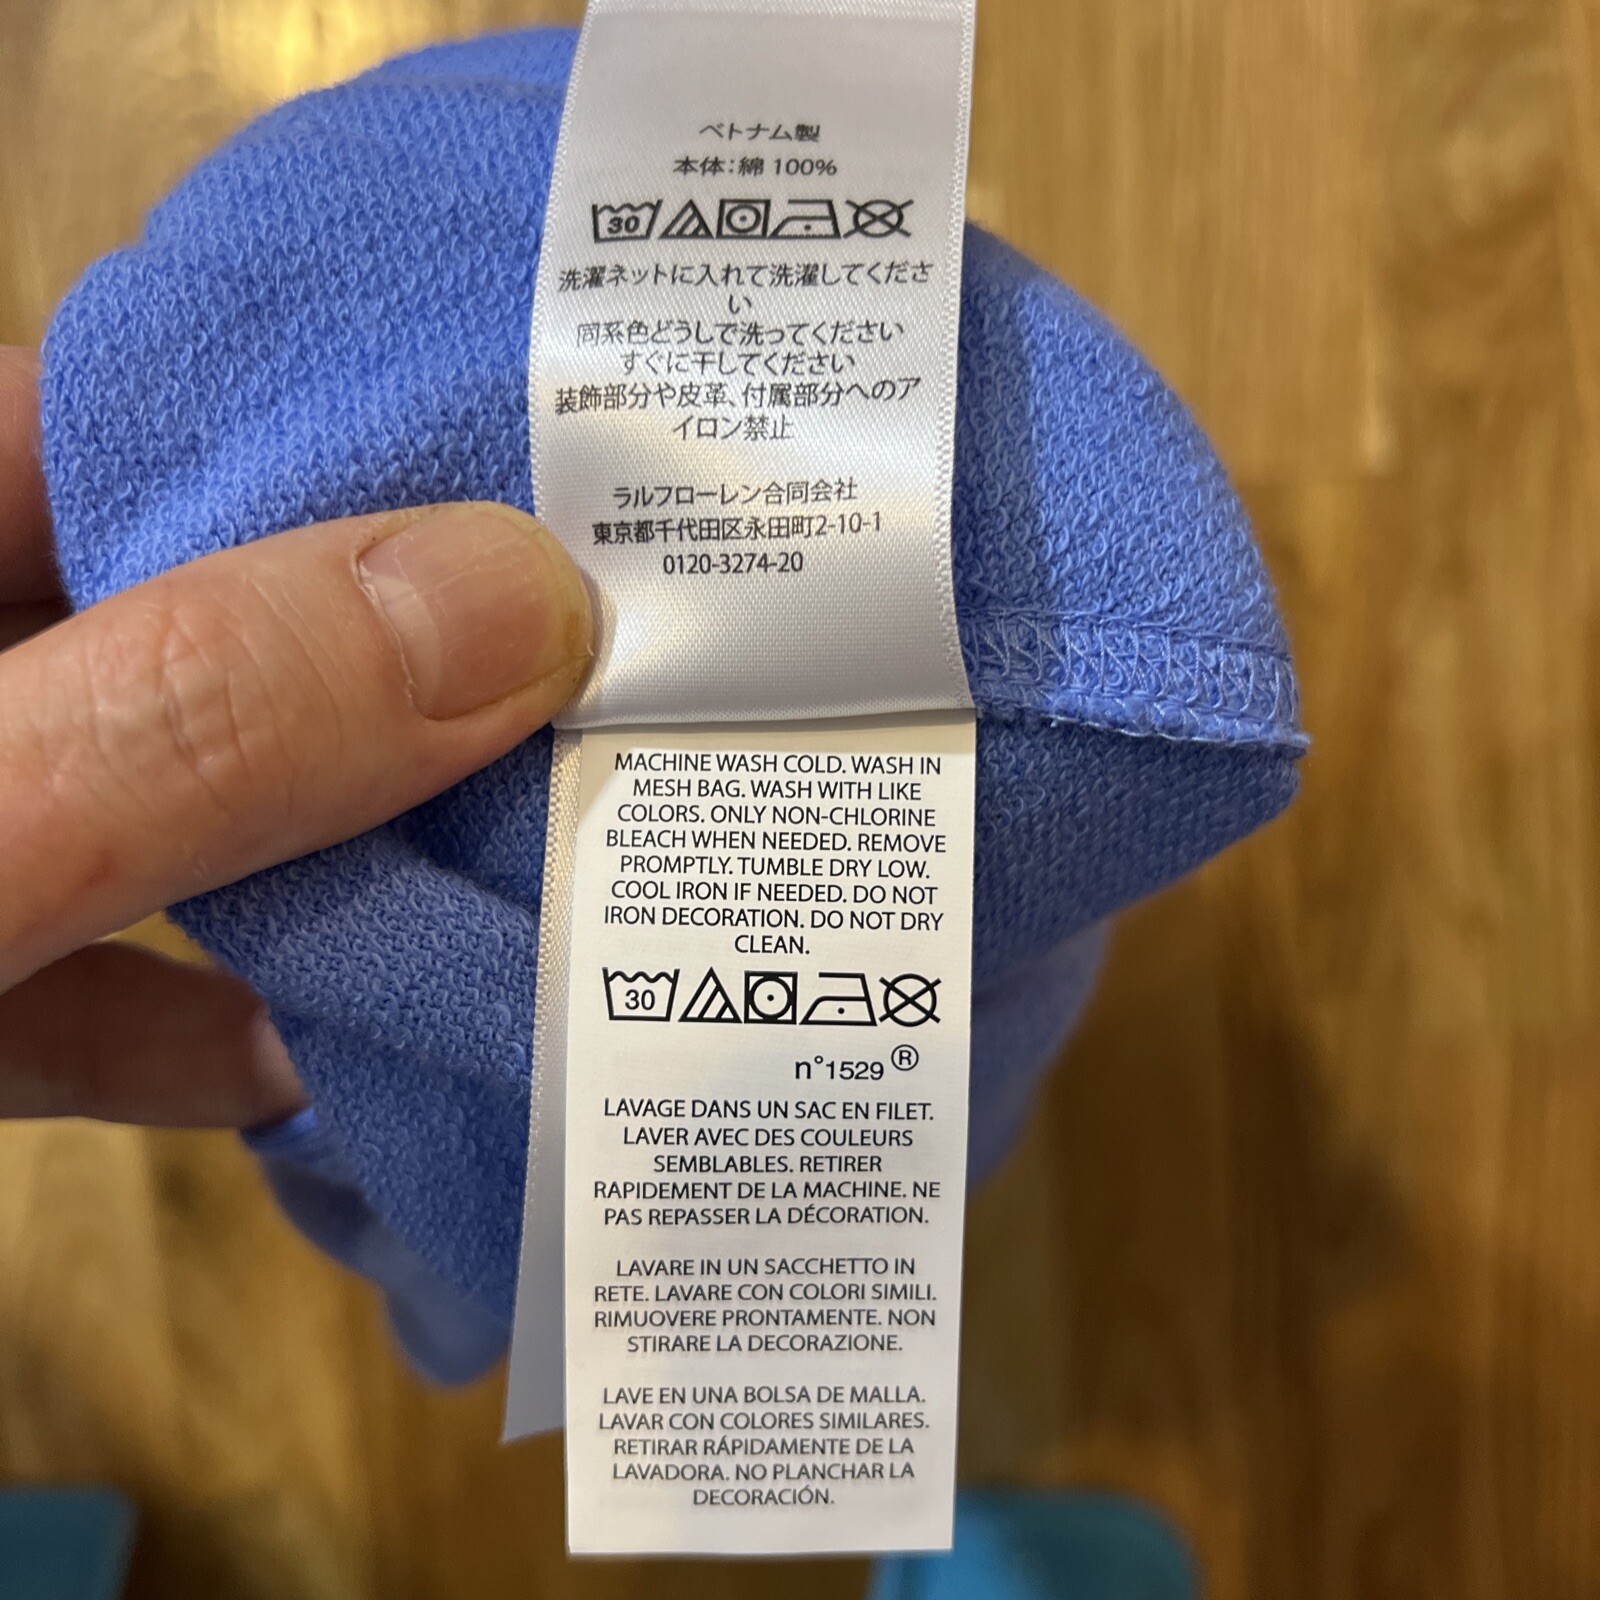 ベトナム製
本体:綿 100%
30
洗濯ネットに入れて洗濯してくださ
い
同系色どうしで洗ってください
すぐに干してください
装飾部分や皮革、付属部分へのア
イロン禁止
ラルフローレン合同会社
東京都千代田区永田町2-10-1
0120-3274-20
MACHINE WASH COLD. WASH IN
MESH BAG. WASH WITH LIKE
COLORS. ONLY NON-CHLORINE
BLEACH WHEN NEEDED. REMOVE
PROMPTLY. TUMBLE DRY LOW.
COOL IRON IF NEEDED. DO NOT
IRON DECORATION. DO NOT DRY
CLEAN.
30
n°1529 ®
LAVAGE DANS UN SAC EN FILET.
LAVER AVEC DES COULEURS
SEMBLABLES. RETIRER
RAPIDEMENT DE LA MACHINE. NE
PAS REPASSER LA DÉCORATION.
LAVARE IN UN SACCHETTO IN
RETE. LAVARE CON COLORI SIMILI.
RIMUOVERE PRONTAMENTE. NON
STIRARE LA DECORAZIONE.
LAVE EN UNA BOLSA DE MALLA.
LAVAR CON COLORES SIMILARES.
RETIRAR RÁPIDAMENTE DE LA
LAVADORA. NO PLANCHAR LA
DECORACIÓN.